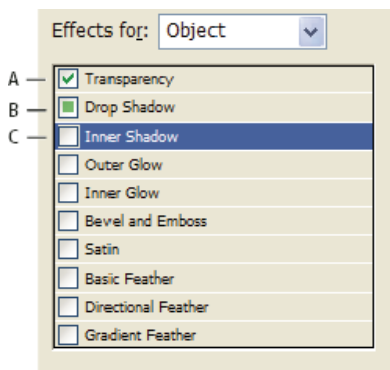 Effects for: Object
A Transparency
B Drop Shadow
C Inner Shadow
Outer Glow
Inner Glow
Bevel and Emboss
Satin
Basic Feather
Directional Feather
Gradient Feather